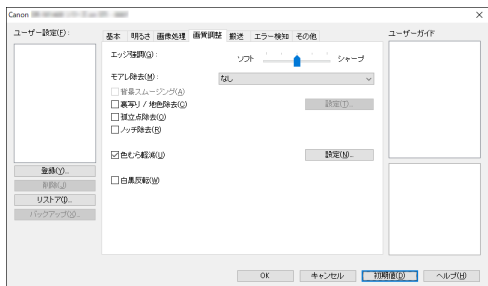 Canon
ユーザー設定(F):
基本 明るさ 画像処理 画質調整 搬送 エラー検知 その他
ユーザーガイド
エッジ強調(G):
ソフト シャープ
モアレ除去(M):
なし
背景スムージング(A)
裏写り / 地色除去(C)
設定(T)...
孤立点除去(O)
ノッチ除去(R)
色むら軽減(U)
設定(N)...
白黒反転(W)
登録(Y)...
削除(J)
リストア(I)...
バックアップ(X)...
OK キャンセル 初期値(D) ヘルプ(H)